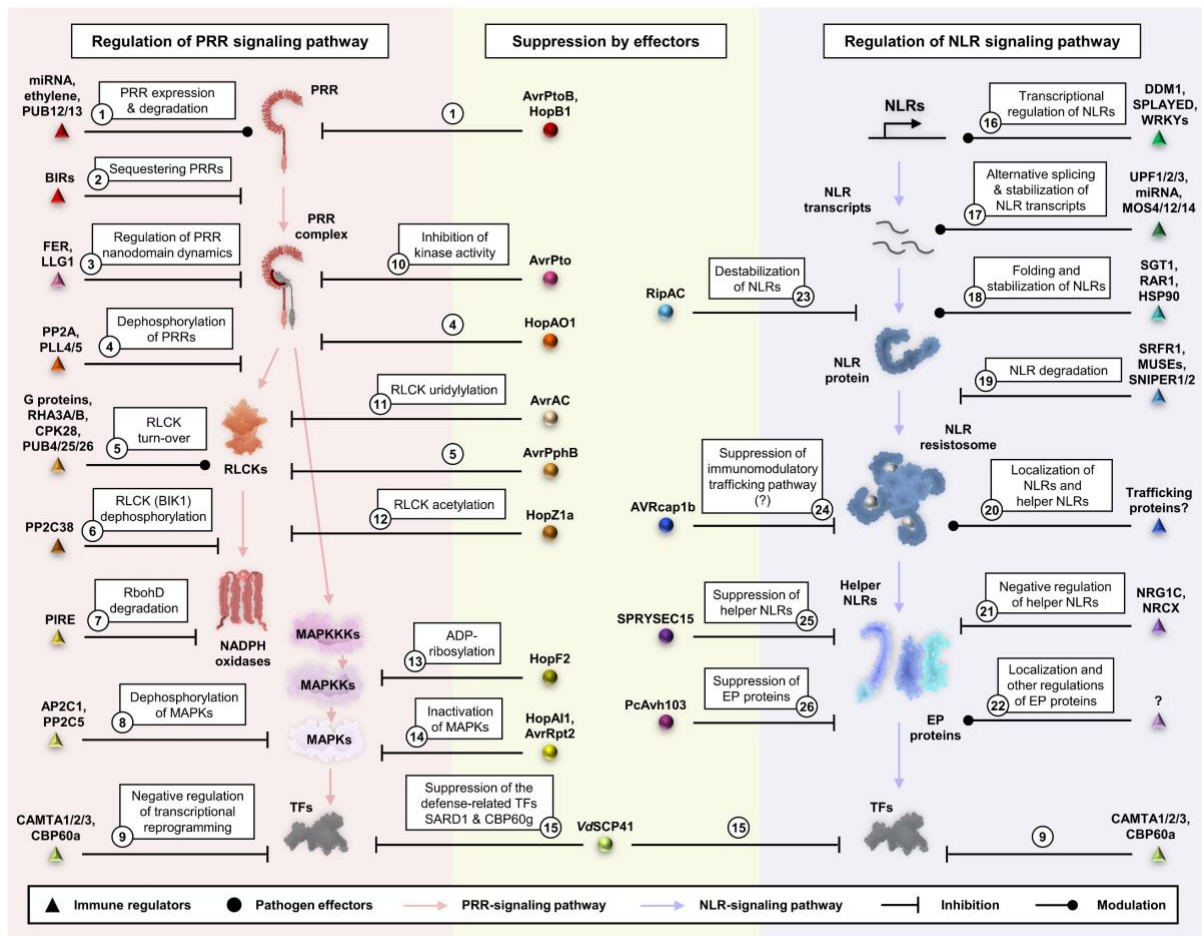 Regulation of PRR signaling pathway
Suppression by effectors
Regulation of NLR signaling pathway
miRNA,
ethylene,
PUB12/13
PRR expression
& degradation
1
PRR
1
AvrPtoB,
HopB1
BIRs
Sequestering PRRs
2
PRR
complex
FER,
LLG1
Regulation of PRR
nanodomain dynamics
3
Inhibition of
kinase activity
10
AvrPto
PP2A,
PLL4/5
Dephosphorylation
of PRRs
4
4
HopAO1
G proteins,
RHA3A/B,
CPK28,
PUB4/25/26
RLCK
turn-over
5
RLCKs
RLCK uridylylation
11
AvrAC
5
AvrPphB
PP2C38
RLCK (BIK1)
dephosphorylation
6
RLCK acetylation
12
HopZ1a
PIRE
RbohD
degradation
7
NADPH
oxidases
MAPKKKs
MAPKKs
MAPKs
ADP-
ribosylation
13
HopF2
AP2C1,
PP2C5
Dephosphorylation
of MAPKs
8
Inactivation
of MAPKs
14
HopAI1,
AvrRpt2
CAMTA1/2/3,
CBP60a
Negative regulation
of transcriptional
reprogramming
9
TFs
Suppression of the
defense-related TFs
SARD1 & CBP60g
15
VdSCP41
15
NLRs
Transcriptional
regulation of NLRs
16
DDM1,
SPLAYED,
WRKYs
NLR
transcripts
Alternative splicing
& stabilization of
NLR transcripts
17
UPF1/2/3,
miRNA,
MOS4/12/14
RipAC
Destabilization
of NLRs
23
Folding and
stabilization of NLRs
18
SGT1,
RAR1,
HSP90
NLR
protein
NLR degradation
19
SRFR1,
MUSEs,
SNIPER1/2
NLR
resistosome
AVRcap1b
Suppression of
immunomodulatory
trafficking pathway
(?)
24
Localization of
NLRs and
helper NLRs
20
Trafficking
proteins?
SPRYSEC15
Suppression of
helper NLRs
25
Helper
NLRs
Negative regulation
of helper NLRs
21
NRG1C,
NRCX
PcAvh103
Suppression of
EP proteins
26
EP
proteins
Localization and
other regulations
of EP proteins
22
?
TFs
9
CAMTA1/2/3,
CBP60a
Immune regulators
Pathogen effectors
PRR-signaling pathway
NLR-signaling pathway
Inhibition
Modulation